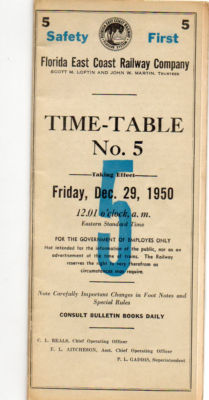 5 5
Safety First
Florida East Coast Railway Company
SCOTT M. LOFTIN AND JOHN W. MARTIN, TRUSTEES
TIME-TABLE
No. 5
5
Taking Effect
Friday, Dec. 29, 1950
12.01 o'clock, a. m.
Eastern Standard Time
FOR THE GOVERNMENT OF EMPLOYES ONLY
Not intended for the information of the public, nor as an
advertisement of the time of trains. The Railway
reserves the right to vary therefrom as
circumstances may require.
Note Carefully Important Changes in Foot Notes and
Special Rules
CONSULT BULLETIN BOOKS DAILY
C. L. BEALS, Chief Operating Officer
F. L. AITCHESON, Asst. Chief Operating Officer
P. L. GADDIS, Superintendent